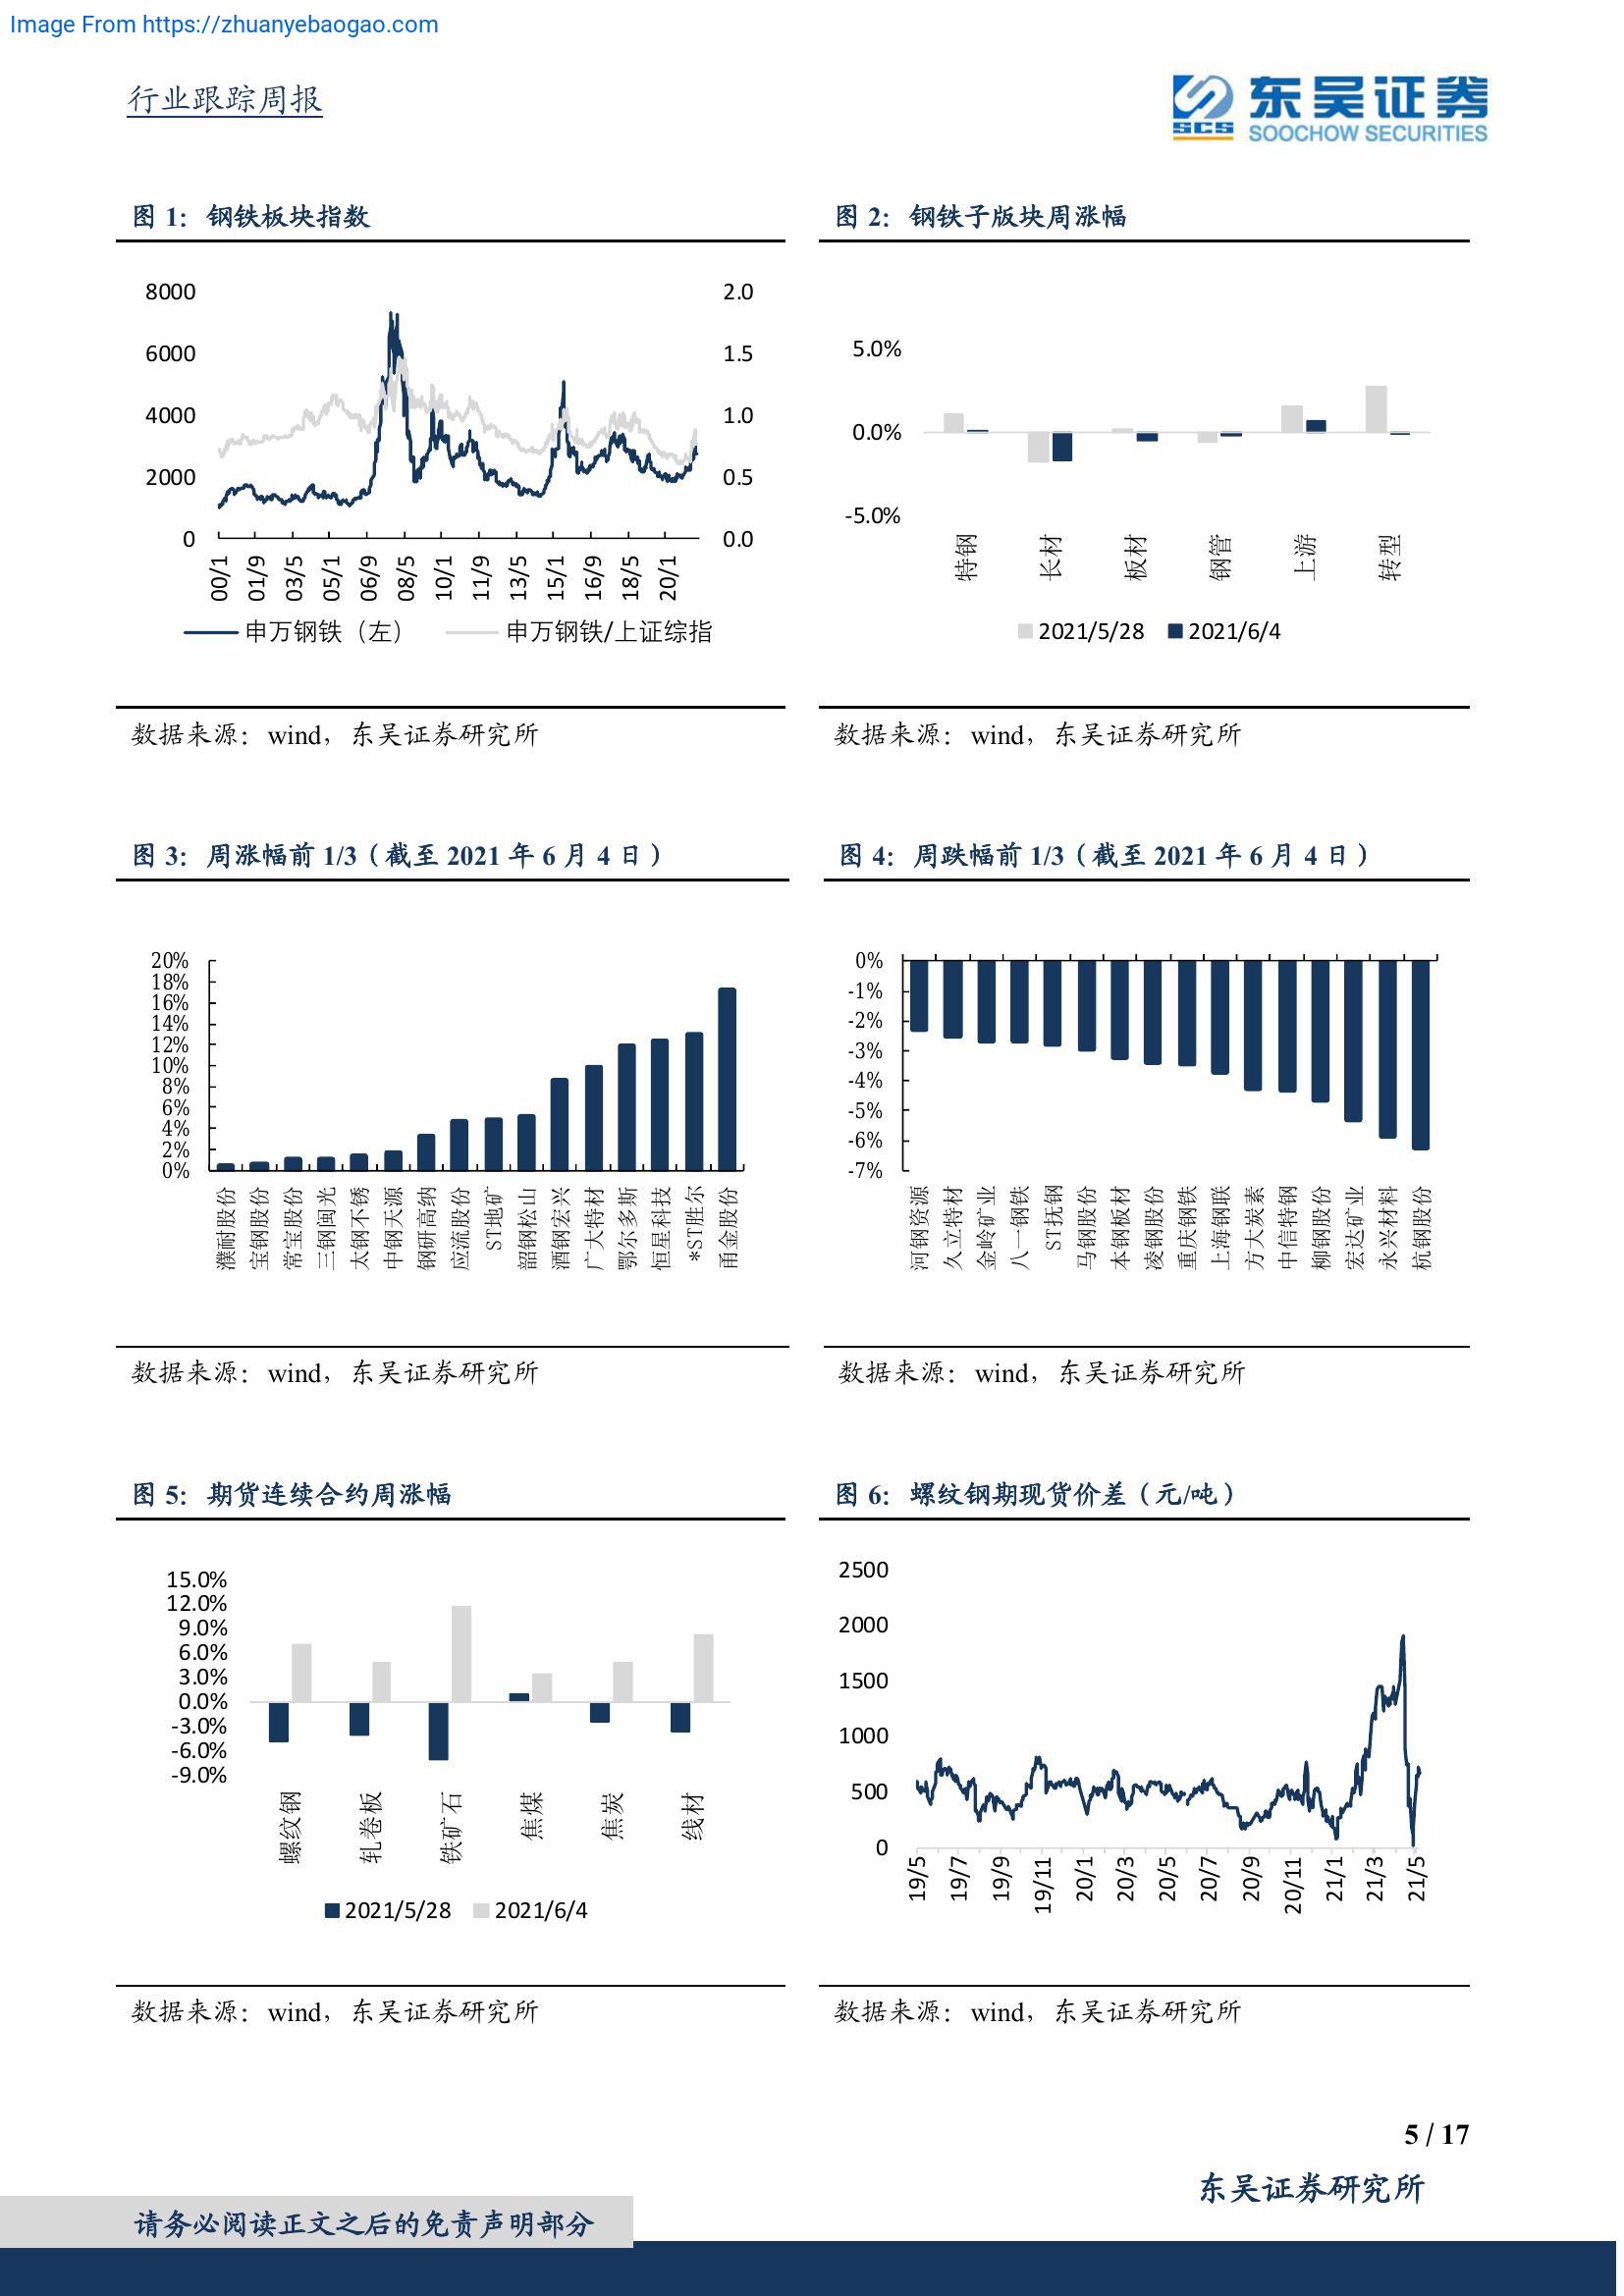 Image From https://zhuanyebaogao.com
行业跟踪周报
SCS
东吴证券
SOOCHOW SECURITIES
图 1：钢铁板块指数
8000
6000
4000
2000
0
2.0
1.5
1.0
0.5
0.0
00/1
01/9
03/5
05/1
06/9
08/5
10/1
11/9
13/5
15/1
16/9
18/5
20/1
申万钢铁（左）
申万钢铁/上证综指
数据来源：wind，东吴证券研究所
图 2：钢铁子版块周涨幅
5.0%
0.0%
-5.0%
特钢
长材
板材
钢管
上游
转型
2021/5/28
2021/6/4
数据来源：wind，东吴证券研究所
图 3：周涨幅前 1/3（截至 2021 年 6 月 4 日）
20%
18%
16%
14%
12%
10%
8%
6%
4%
2%
0%
濮耐股份
宝钢股份
常宝股份
三钢闽光
太钢不锈
中钢天源
钢研高纳
应流股份
ST地矿
韶钢松山
酒钢宏兴
广大特材
鄂尔多斯
恒星科技
*ST胜尔
甬金股份
数据来源：wind，东吴证券研究所
图 4：周跌幅前 1/3（截至 2021 年 6 月 4 日）
0%
-1%
-2%
-3%
-4%
-5%
-6%
-7%
河钢资源
久立特材
金岭矿业
八一钢铁
ST抚钢
马钢股份
本钢板材
凌钢股份
重庆钢铁
上海钢联
方大炭素
中信特钢
柳钢股份
宏达矿业
永兴材料
杭钢股份
数据来源：wind，东吴证券研究所
图 5：期货连续合约周涨幅
15.0%
12.0%
9.0%
6.0%
3.0%
0.0%
-3.0%
-6.0%
-9.0%
螺纹钢
轧卷板
铁矿石
焦煤
焦炭
线材
2021/5/28
2021/6/4
数据来源：wind，东吴证券研究所
图 6：螺纹钢期现货价差（元/吨）
2500
2000
1500
1000
500
0
19/5
19/7
19/9
19/11
20/1
20/3
20/5
20/7
20/9
20/11
21/1
21/3
21/5
数据来源：wind，东吴证券研究所
5 / 17
东吴证券研究所
请务必阅读正文之后的免责声明部分